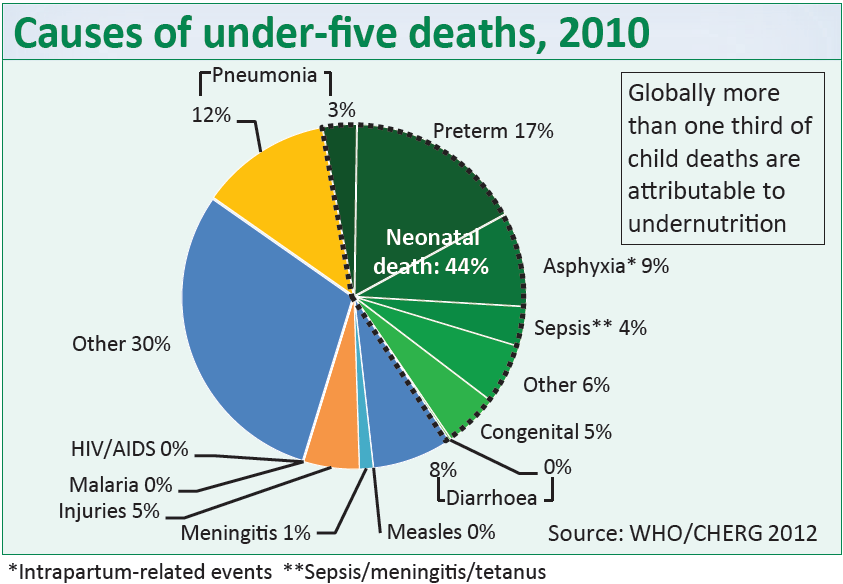 Causes of under-five deaths, 2010
Pneumonia
12%
3%
Preterm 17%
Globally more
than one third of
child deaths are
attributable to
undernutrition
Neonatal
death: 44%
Asphyxia* 9%
Sepsis** 4%
Other 30%
Other 6%
Congenital 5%
HIV/AIDS 0%
0%
8%
Malaria 0%
Diarrhoea
Injuries 5%
Meningitis 1%
Measles 0%
Source: WHO/CHERG 2012
*Intrapartum-related events **Sepsis/meningitis/tetanus